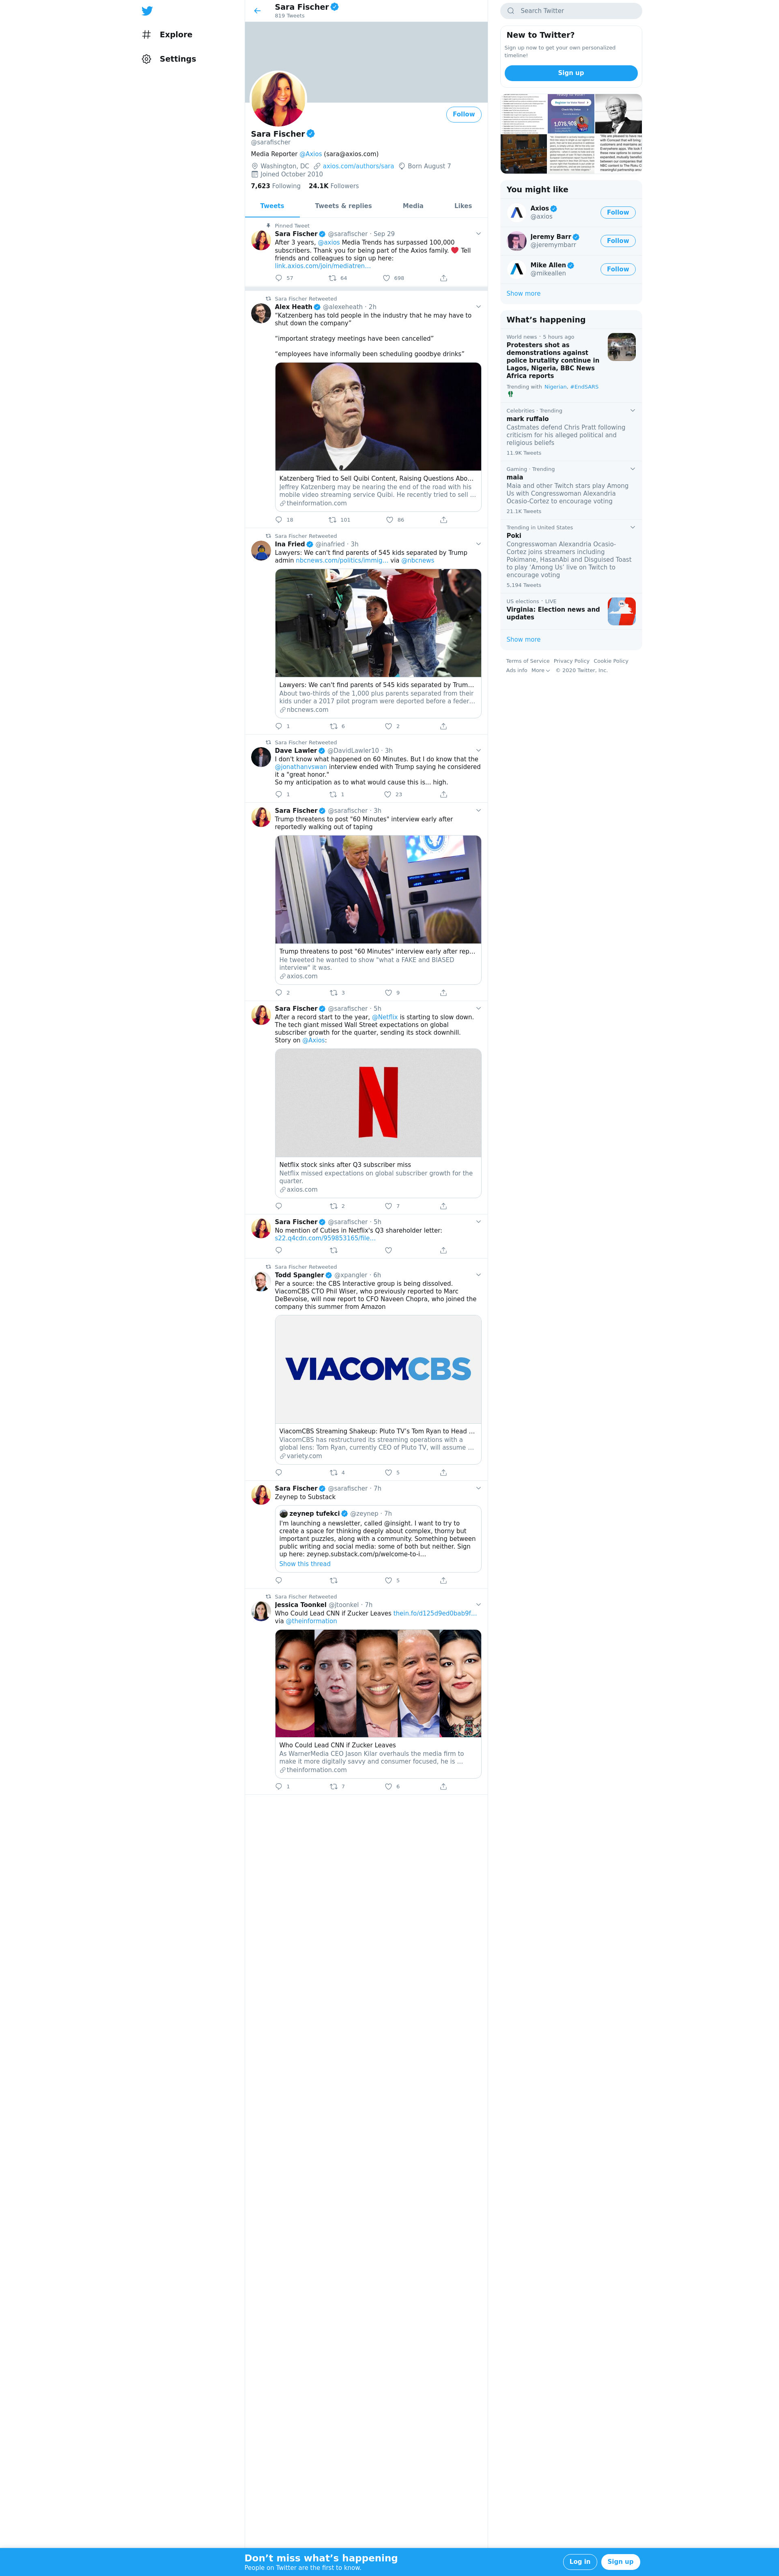 Explore
Settings
Sara Fischer
819 Tweets
Follow
Sara Fischer
@sarafischer
Media Reporter @Axios (sara@axios.com)
Washington, DC axios.com/authors/sara Born August 7
Joined October 2010
7,623 Following 24.1K Followers
Tweets Tweets & replies Media Likes
Pinned Tweet
Sara Fischer @sarafischer · Sep 29
After 3 years, @axios Media Trends has surpassed 100,000
subscribers. Thank you for being part of the Axios family. ❤️ Tell
friends and colleagues to sign up here:
link.axios.com/join/mediatren…
57 64 698
Sara Fischer Retweeted
Alex Heath @alexeheath · 2h
“Katzenberg has told people in the industry that he may have to
shut down the company”
“important strategy meetings have been cancelled”
“employees have informally been scheduling goodbye drinks”
Katzenberg Tried to Sell Quibi Content, Raising Questions Abo…
Jeffrey Katzenberg may be nearing the end of the road with his
mobile video streaming service Quibi. He recently tried to sell …
theinformation.com
18 101 86
Sara Fischer Retweeted
Ina Fried @inafried · 3h
Lawyers: We can't find parents of 545 kids separated by Trump
admin nbcnews.com/politics/immig… via @nbcnews
Lawyers: We can't find parents of 545 kids separated by Trum…
About two-thirds of the 1,000 plus parents separated from their
kids under a 2017 pilot program were deported before a feder…
nbcnews.com
1 6 2
Sara Fischer Retweeted
Dave Lawler @DavidLawler10 · 3h
I don't know what happened on 60 Minutes. But I do know that the
@jonathanvswan interview ended with Trump saying he considered
it a "great honor."
So my anticipation as to what would cause this is... high.
1 1 23
Sara Fischer @sarafischer · 3h
Trump threatens to post "60 Minutes" interview early after
reportedly walking out of taping
Trump threatens to post "60 Minutes" interview early after rep…
He tweeted he wanted to show "what a FAKE and BIASED
interview" it was.
axios.com
2 3 9
Sara Fischer @sarafischer · 5h
After a record start to the year, @Netflix is starting to slow down.
The tech giant missed Wall Street expectations on global
subscriber growth for the quarter, sending its stock downhill.
Story on @Axios:
Netflix stock sinks after Q3 subscriber miss
Netflix missed expectations on global subscriber growth for the
quarter.
axios.com
2 7
Sara Fischer @sarafischer · 5h
No mention of Cuties in Netflix's Q3 shareholder letter:
s22.q4cdn.com/959853165/file…
Sara Fischer Retweeted
Todd Spangler @xpangler · 6h
Per a source: the CBS Interactive group is being dissolved.
ViacomCBS CTO Phil Wiser, who previously reported to Marc
DeBevoise, will now report to CFO Naveen Chopra, who joined the
company this summer from Amazon
VIACOMCBS
ViacomCBS Streaming Shakeup: Pluto TV's Tom Ryan to Head …
ViacomCBS has restructured its streaming operations with a
global lens: Tom Ryan, currently CEO of Pluto TV, will assume …
variety.com
4 5
Sara Fischer @sarafischer · 7h
Zeynep to Substack
zeynep tufekci @zeynep · 7h
I'm launching a newsletter, called @insight. I want to try to
create a space for thinking deeply about complex, thorny but
important puzzles, along with a community. Something between
public writing and social media: some of both but neither. Sign
up here: zeynep.substack.com/p/welcome-to-i…
Show this thread
5
Sara Fischer Retweeted
Jessica Toonkel @jtoonkel · 7h
Who Could Lead CNN if Zucker Leaves thein.fo/d125d9ed0bab9f…
via @theinformation
Who Could Lead CNN if Zucker Leaves
As WarnerMedia CEO Jason Kilar overhauls the media firm to
make it more digitally savvy and consumer focused, he is …
theinformation.com
1 7 6
Search Twitter
New to Twitter?
Sign up now to get your own personalized
timeline!
Sign up
You might like
Axios
@axios
Follow
Jeremy Barr
@jeremymbarr
Follow
Mike Allen
@mikeallen
Follow
Show more
What’s happening
World news · 5 hours ago
Protesters shot as
demonstrations against
police brutality continue in
Lagos, Nigeria, BBC News
Africa reports
Trending with Nigerian, #EndSARS
Celebrities · Trending
mark ruffalo
Castmates defend Chris Pratt following
criticism for his alleged political and
religious beliefs
11.9K Tweets
Gaming · Trending
maia
Maia and other Twitch stars play Among
Us with Congresswoman Alexandria
Ocasio-Cortez to encourage voting
21.1K Tweets
Trending in United States
Poki
Congresswoman Alexandria Ocasio-
Cortez joins streamers including
Pokimane, HasanAbi and Disguised Toast
to play ‘Among Us’ live on Twitch to
encourage voting
5,194 Tweets
US elections · LIVE
Virginia: Election news and
updates
Show more
Terms of Service Privacy Policy Cookie Policy
Ads info More © 2020 Twitter, Inc.
Don’t miss what’s happening
People on Twitter are the first to know.
Log in
Sign up